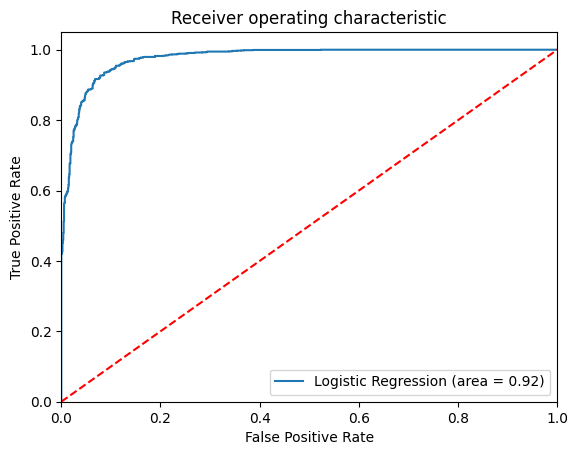 Receiver operating characteristic
1.0
0.8
0.6
0.4
0.2
0.0
True Positive Rate
Logistic Regression (area = 0.92)
0.0 0.2 0.4 0.6 0.8 1.0
False Positive Rate